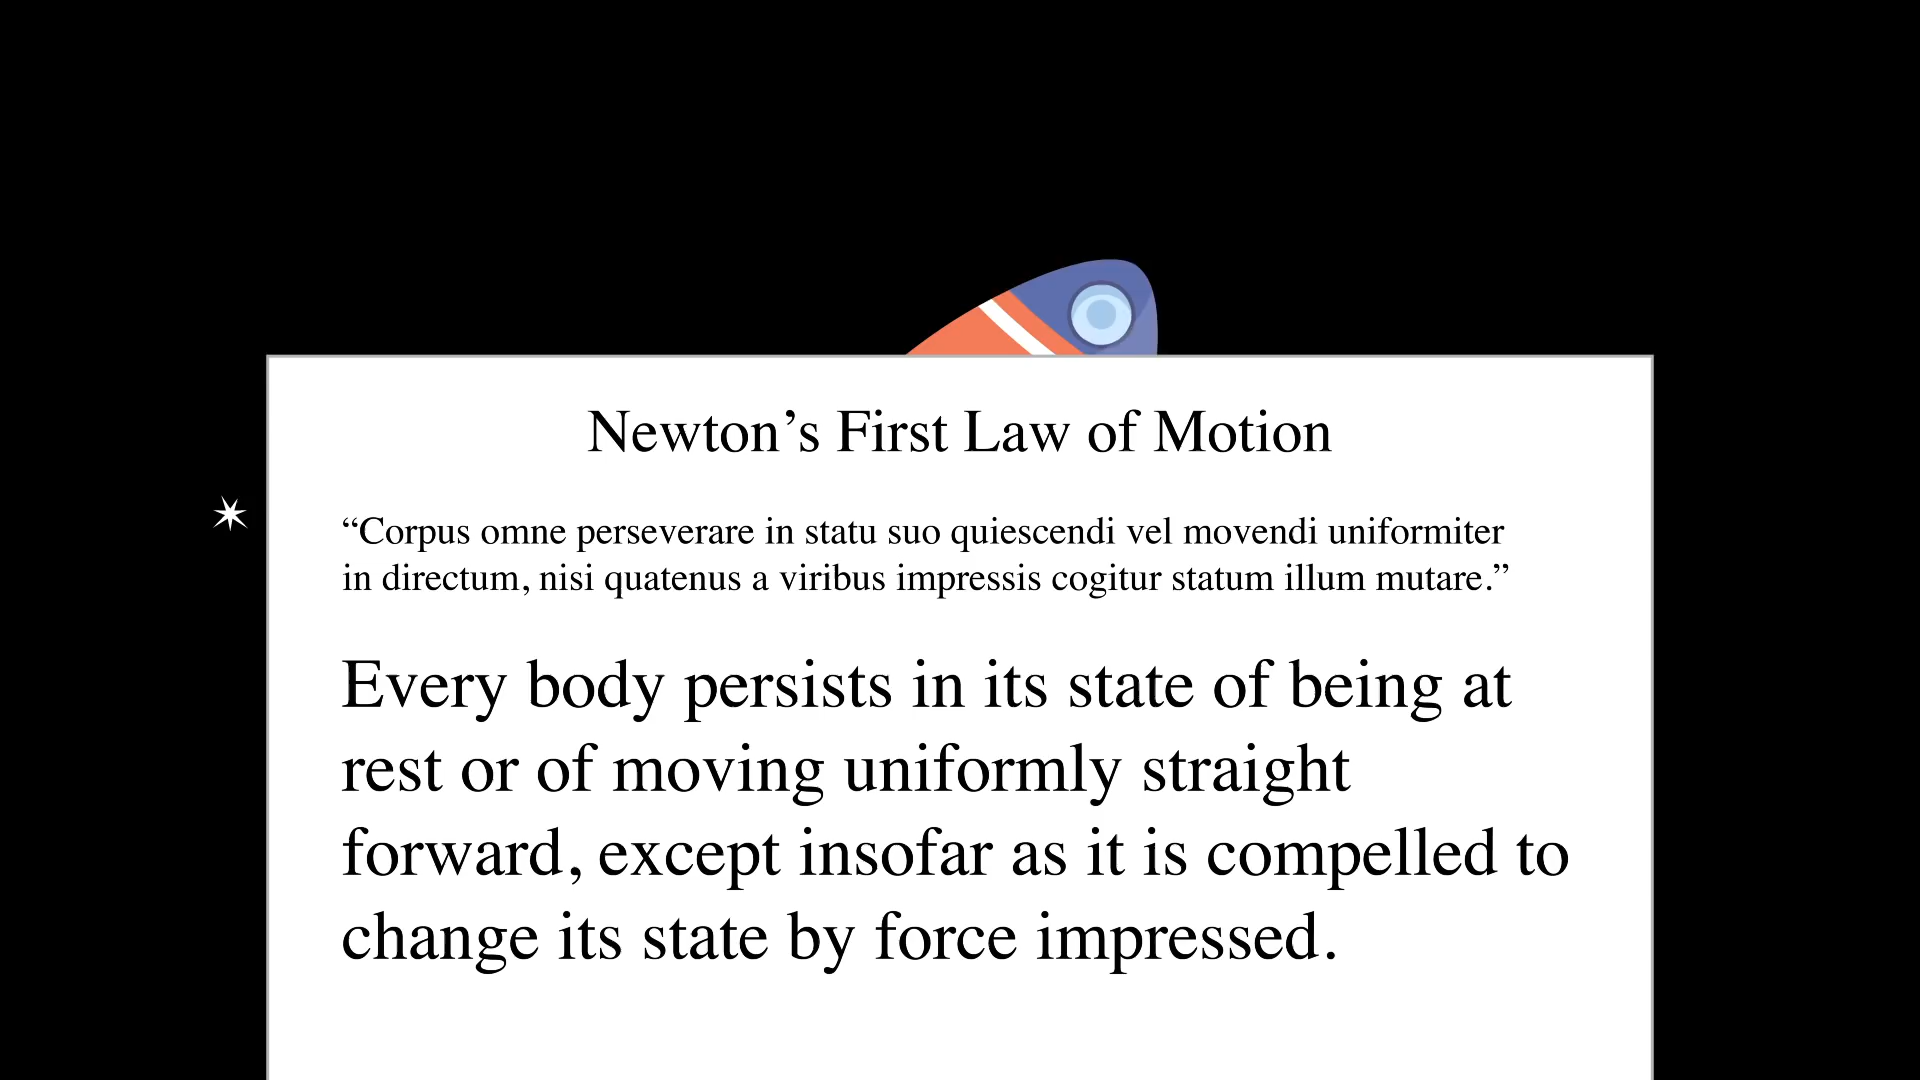 Newton’s First Law of Motion
“Corpus omne perseverare in statu suo quiescendi vel movendi uniformiter
in directum, nisi quatenus a viribus impressis cogitur statum illum mutare.”
Every body persists in its state of being at
rest or of moving uniformly straight
forward, except insofar as it is compelled to
change its state by force impressed.